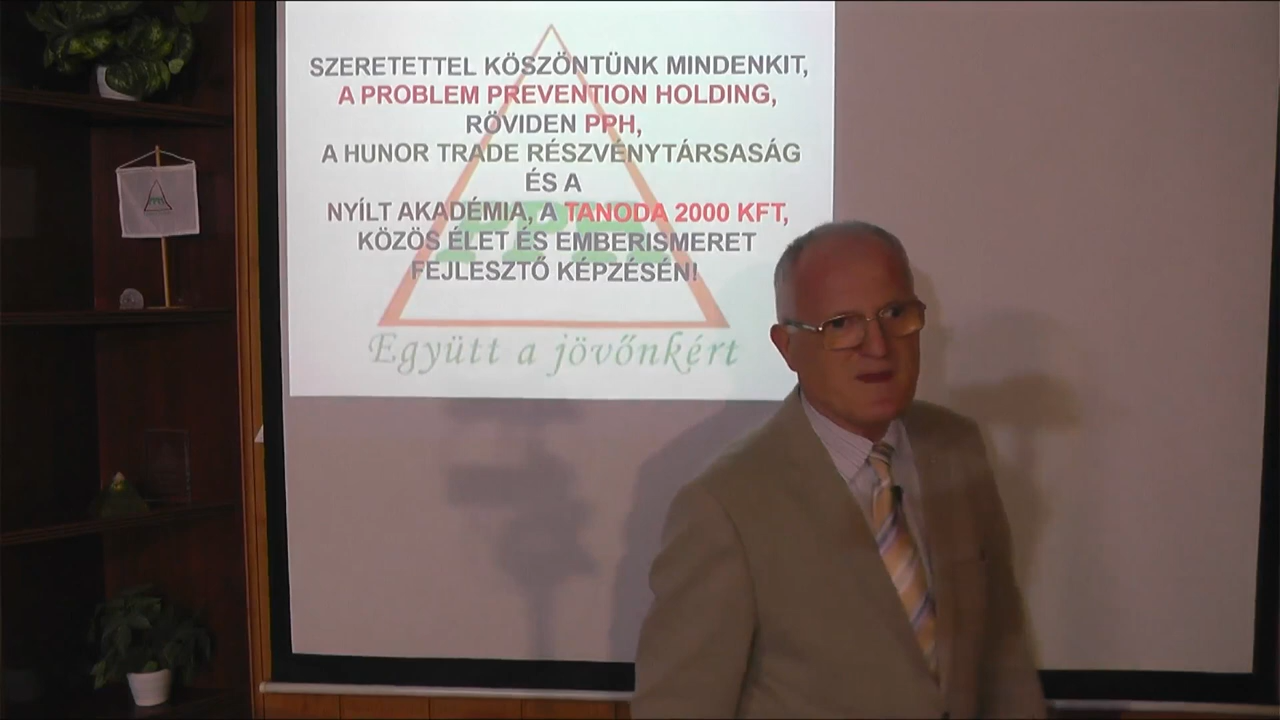 SZERETETTEL KÖSZÖNTÜNK MINDENKIT,
A PROBLEM PREVENTION HOLDING,
RÖVIDEN PPH,
A HUNOR TRADE RÉSZVÉNYTÁRSASÁG
ÉS A
NYÍLT AKADÉMIA, A TANODA 2000 KFT,
KÖZÖS ÉLET ÉS EMBERISMERET
FEJLESZTŐ KÉPZÉSÉN!
PPH
Együtt a jövőnkért